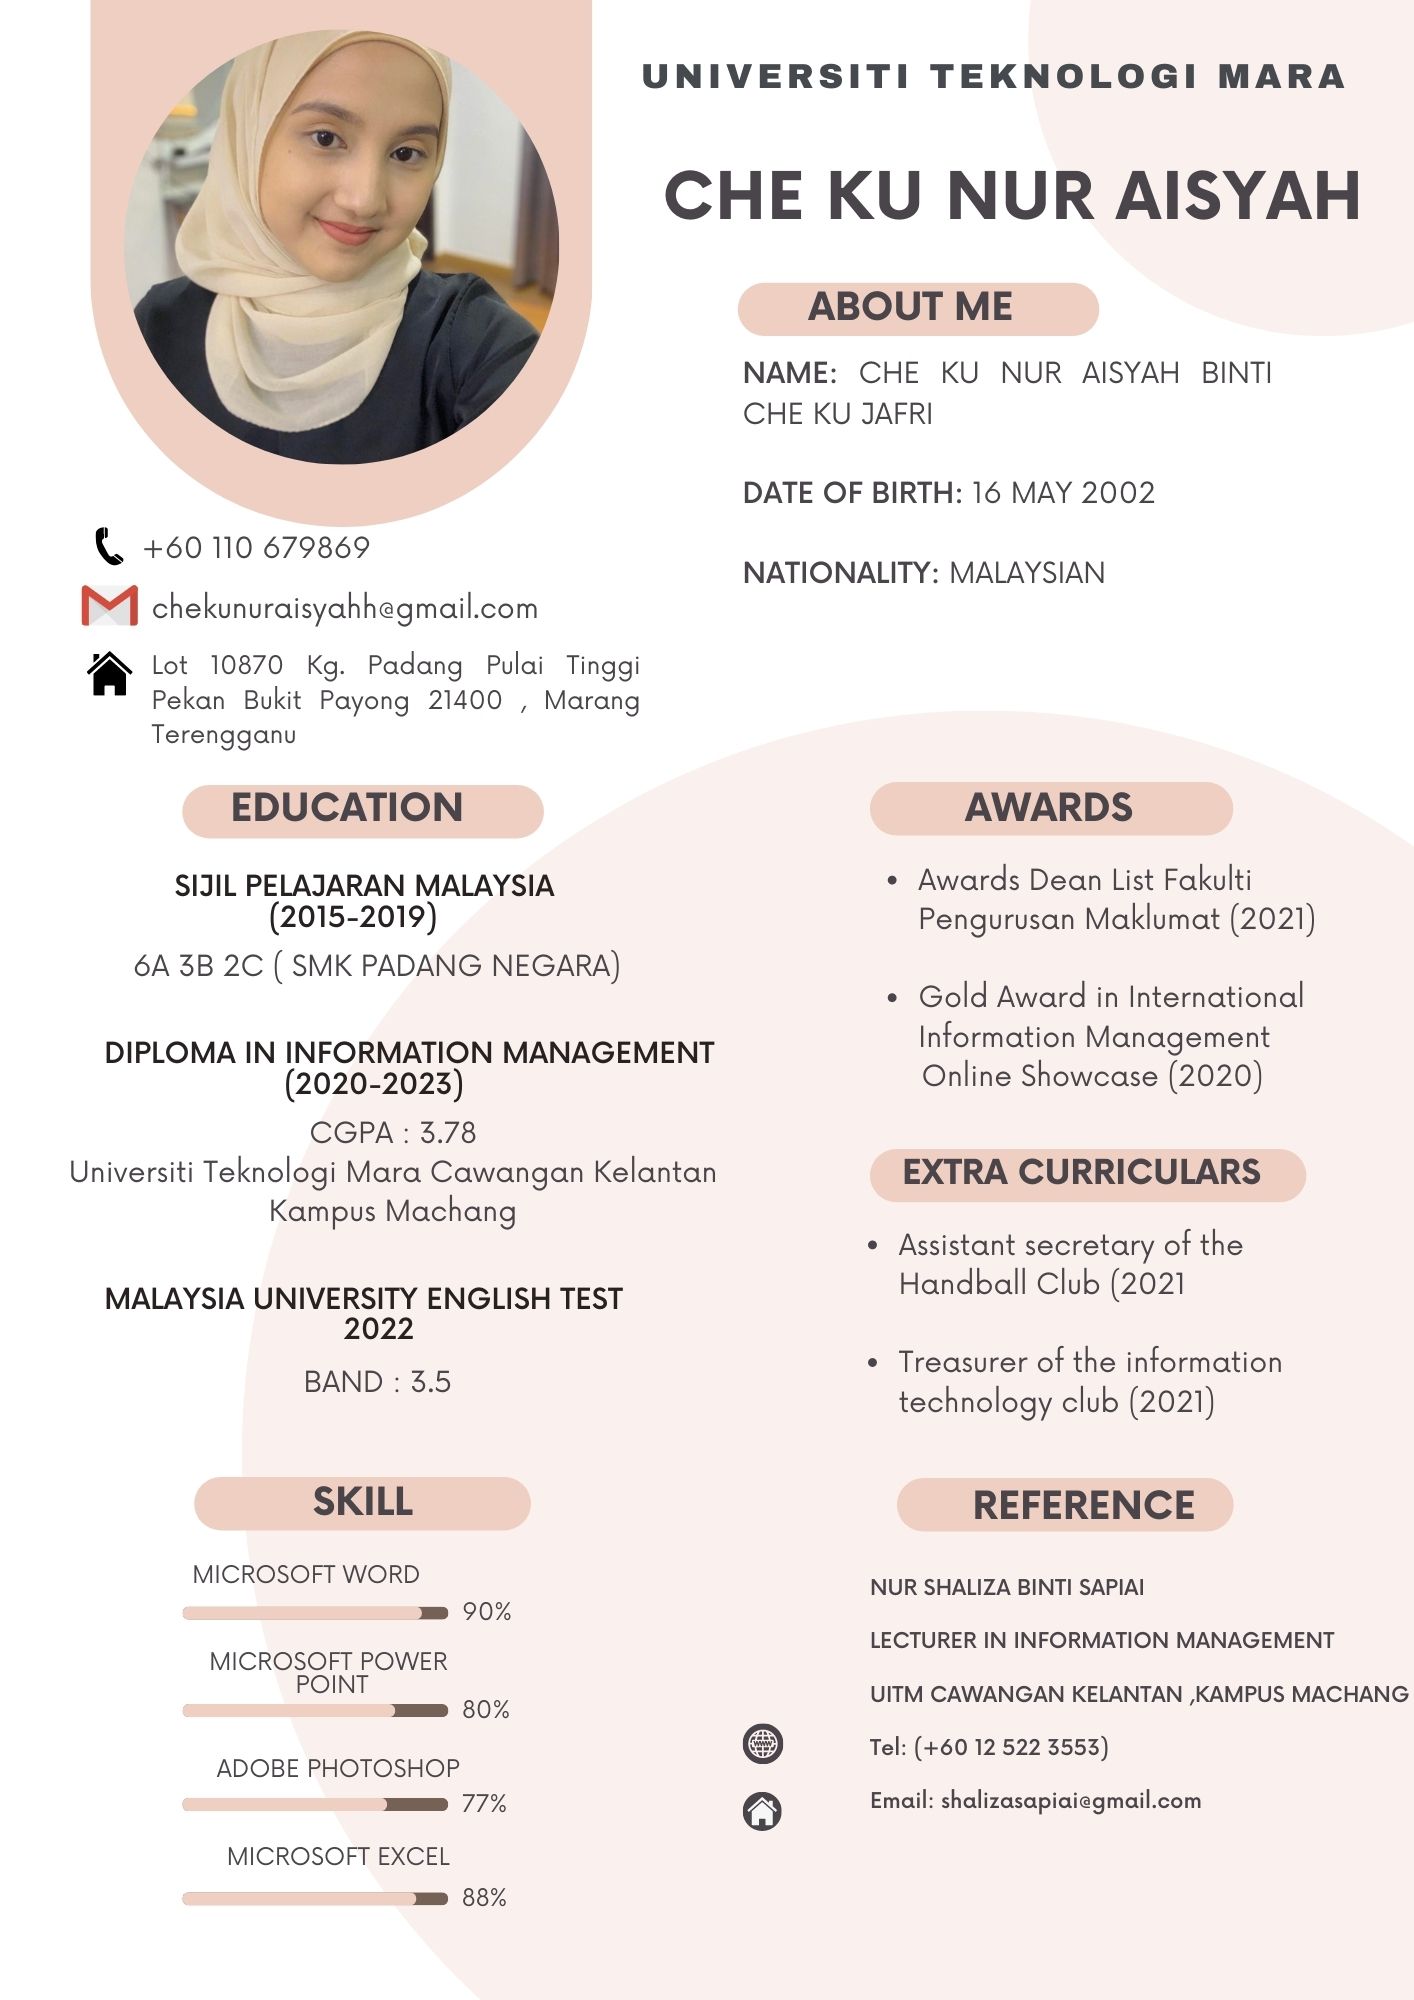 UNIVERSITI TEKNOLOGI MARA
CHE KU NUR AISYAH
ABOUT ME
NAME: CHE KU NUR AISYAH BINTI
CHE KU JAFRI
DATE OF BIRTH: 16 MAY 2002
NATIONALITY: MALAYSIAN
+60 110 679869
chekunuraisyahh@gmail.com
Lot 10870 Kg. Padang Pulai Tinggi
Pekan Bukit Payong 21400 , Marang
Terengganu
EDUCATION
SIJIL PELAJARAN MALAYSIA
(2015-2019)
6A 3B 2C ( SMK PADANG NEGARA)
DIPLOMA IN INFORMATION MANAGEMENT
(2020-2023)
CGPA : 3.78
Universiti Teknologi Mara Cawangan Kelantan
Kampus Machang
MALAYSIA UNIVERSITY ENGLISH TEST
2022
BAND : 3.5
AWARDS
• Awards Dean List Fakulti
Pengurusan Maklumat (2021)
• Gold Award in International
Information Management
Online Showcase (2020)
EXTRA CURRICULARS
• Assistant secretary of the
Handball Club (2021
• Treasurer of the information
technology club (2021)
SKILL
MICROSOFT WORD
90%
MICROSOFT POWER
POINT
80%
ADOBE PHOTOSHOP
77%
MICROSOFT EXCEL
88%
REFERENCE
NUR SHALIZA BINTI SAPIAI
LECTURER IN INFORMATION MANAGEMENT
UITM CAWANGAN KELANTAN ,KAMPUS MACHANG
Tel: (+60 12 522 3553)
Email: shalizasapiai@gmail.com